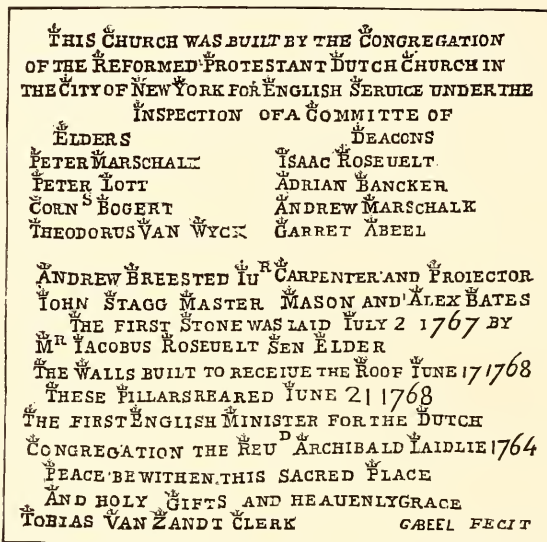 THIS CHURCH WAS BUILT BY THE CONGREGATION
OF THE REFORMED PROTESTANT DUTCH CHURCH IN
THE CITY OF NEW YORK FOR ENGLISH SERUICE UNDER THE
INSPECTION OF A COMMITTE OF
ELDERS DEACONS
PETER MARSCHALK ISAAC ROSEUELT
PETER LOTT ADRIAN BANCKER
CORNS BOGERT ANDREW MARSCHALK
THEODORUS VAN WYCK GARRET ABEEL
ANDREW BREESTED IUR CARPENTER AND PROIECTOR
IOHN STAGG MASTER MASON AND ALEX BATES
THE FIRST STONE WAS LAID IULY 2 1767 BY
MR IACOBUS ROSEUELT SEN ELDER
THE WALLS BUILT TO RECEIUE THE ROOF IUNE 17 1768
THESE PILLARS REARED IUNE 21 1768
THE FIRST ENGLISH MINISTER FOR THE DUTCH
CONGREGATION THE REUD ARCHIBALD LAIDLIE 1764
PEACE BE WITHEN THIS SACRED PLACE
AND HOLY GIFTS AND HEAUENLY GRACE
TOBIAS VAN ZANDT CLERK GABEEL FECIT